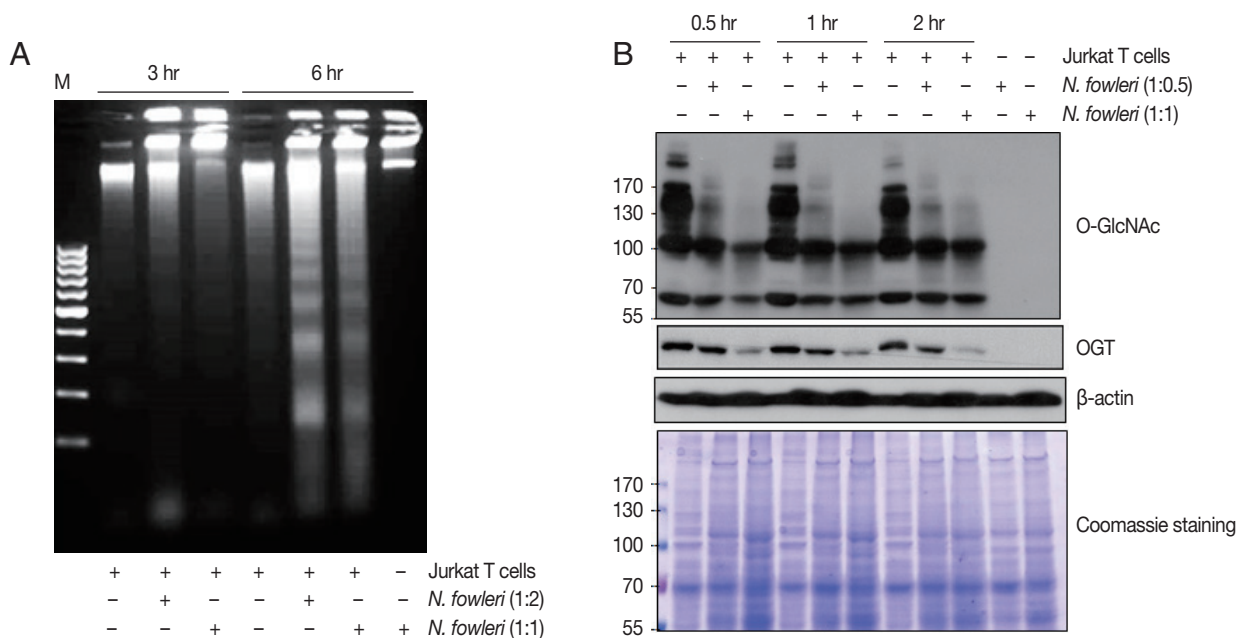 A
M
3 hr 6 hr
+ + + + + + – Jurkat T cells
– + – – + – – N. fowleri (1:2)
– – + – – + + N. fowleri (1:1)
B
0.5 hr 1 hr 2 hr
+ + + + + + + + + – – Jurkat T cells
– + – – + – – + – + – N. fowleri (1:0.5)
– – + – – + – – + – + N. fowleri (1:1)
170
130
100
70
55
O-GlcNAc
OGT
β-actin
170
130
100
70
55
Coomassie staining